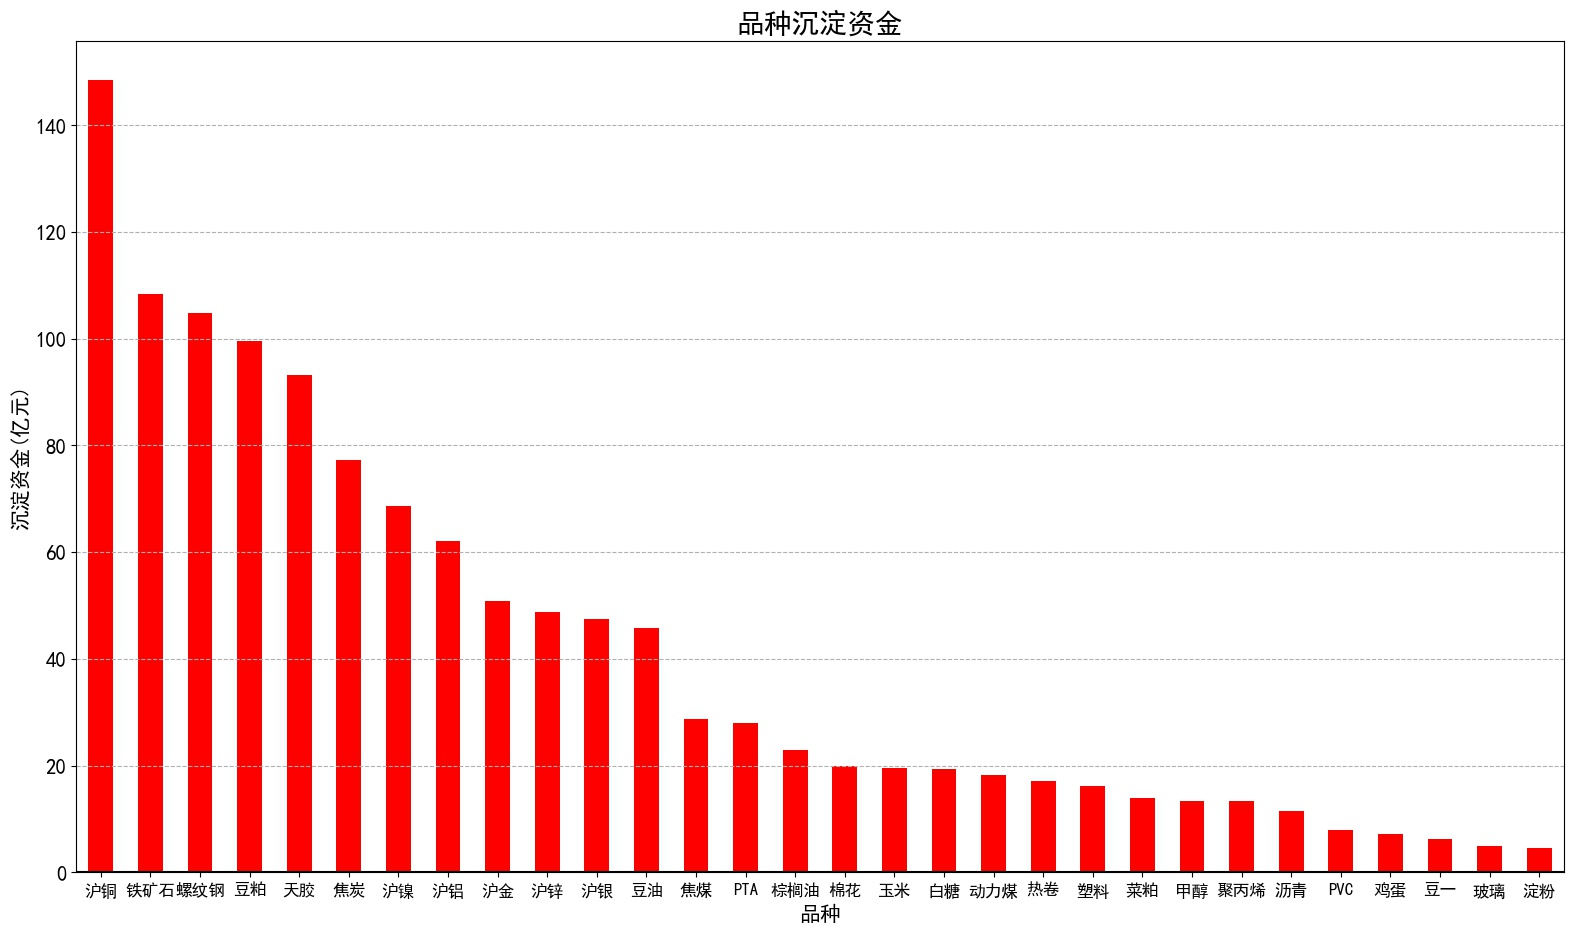 品种沉淀资金
沉淀资金(亿元)
140
120
100
80
60
40
20
0
沪铜 铁矿石 螺纹钢 豆粕 天胶 焦炭 沪镍 沪铝 沪金 沪锌 沪银 豆油 焦煤 PTA 棕榈油 棉花 玉米 白糖 动力煤 热卷 塑料 菜粕 甲醇 聚丙烯 沥青 PVC 鸡蛋 豆一 玻璃 淀粉
品种